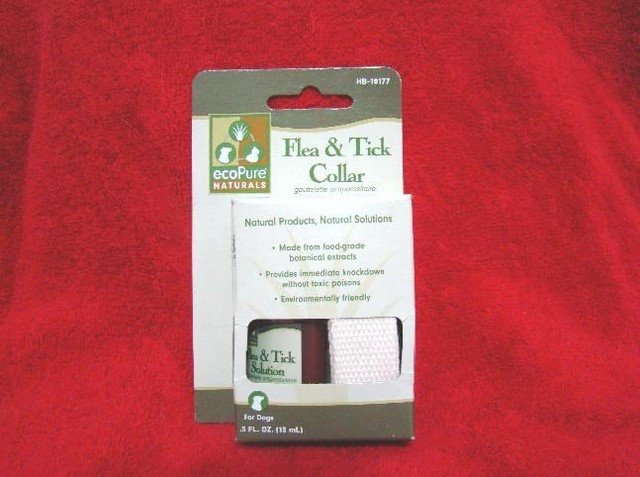 HB-10177
Flea & Tick
Collar
ecoPure
NATURALS
Natural Products, Natural Solutions
• Made from food-grade
botanical extracts
• Provides immediate knockdown
without toxic poisons
• Environmentally friendly
& Tick
Solution
For Dogs
.5 FL. OZ. (15 mL)